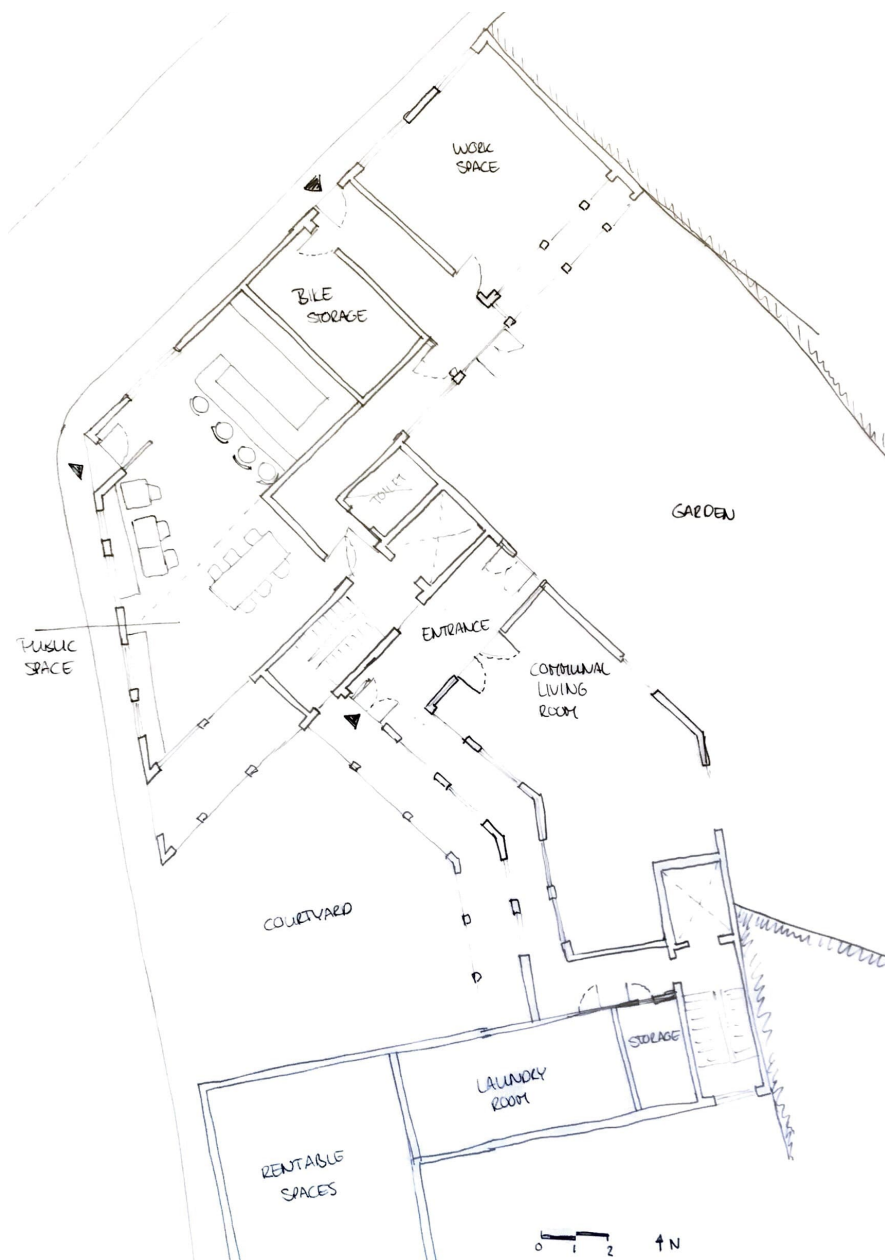 WORK
SPACE
BIKE
STORAGE
TOILET
GARDEN
PUBLIC
SPACE
ENTRANCE
COMMUNAL
LIVING
ROOM
COURTYARD
STORAGE
LAUNDRY
ROOM
RENTABLE
SPACES
0 1 2
N